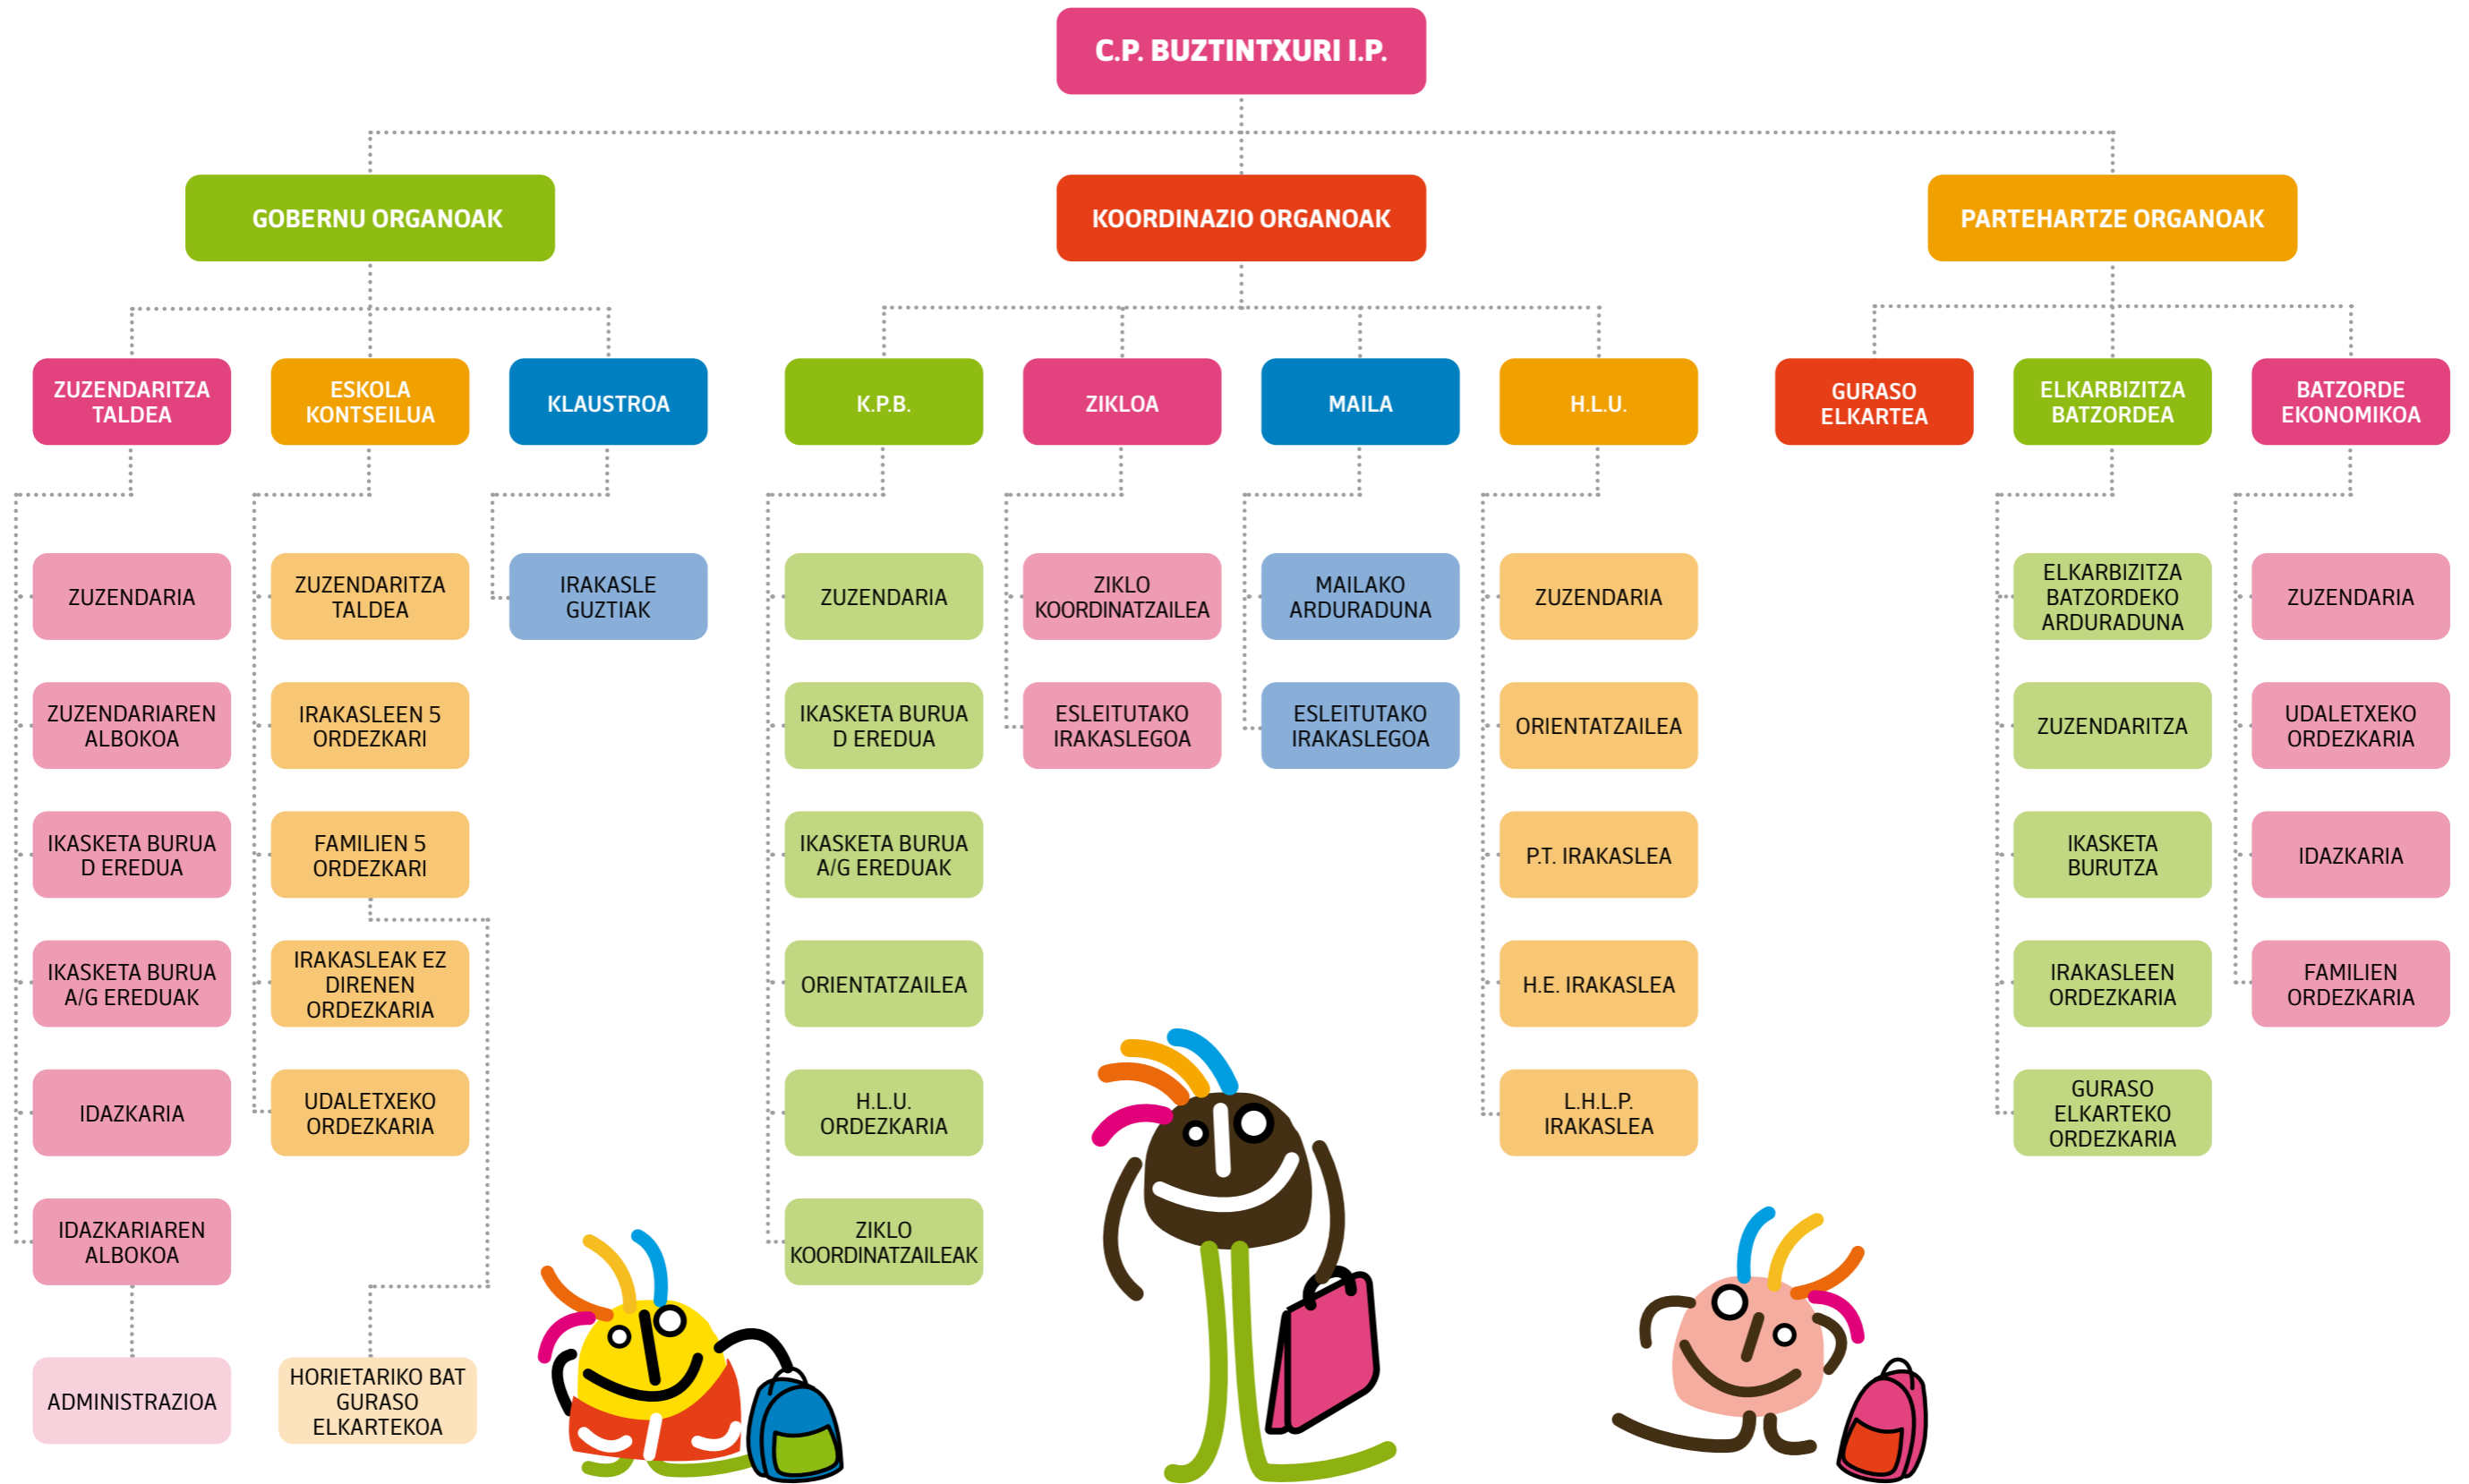 C.P. BUZTINTXURI I.P.
GOBERNU ORGANOAK
KOORDINAZIO ORGANOAK
PARTEHARTZE ORGANOAK
ZUZENDARITZA
TALDEA
ESKOLA
KONTSEILUA
KLAUSTROA
K.P.B.
ZIKLOA
MAILA
H.L.U.
GURASO
ELKARTEA
ELKARBIZITZA
BATZORDEA
BATZORDE
EKONOMIKOA
ZUZENDARIA
ZUZENDARIAREN
ALBOKOA
IKASKETA BURUA
D EREDUA
IKASKETA BURUA
A/G EREDUAK
IDAZKARIA
IDAZKARIAREN
ALBOKOA
ADMINISTRAZIOA
ZUZENDARITZA
TALDEA
IRAKASLEEN 5
ORDEZKARI
FAMILIEN 5
ORDEZKARI
IRAKASLEAK EZ
DIRENEN
ORDEZKARIA
UDALETXEKO
ORDEZKARIA
HORIETARIKO BAT
GURASO
ELKARTEKOA
IRAKASLE
GUZTIAK
ZUZENDARIA
IKASKETA BURUA
D EREDUA
IKASKETA BURUA
A/G EREDUAK
ORIENTATZAILEA
H.L.U.
ORDEZKARIA
ZIKLO
KOORDINATZAILEAK
ZIKLO
KOORDINATZAILEA
ESLEITUTAKO
IRAKASLEGOA
MAILAKO
ARDURADUNA
ESLEITUTAKO
IRAKASLEGOA
ZUZENDARIA
ORIENTATZAILEA
P.T. IRAKASLEA
H.E. IRAKASLEA
L.H.L.P.
IRAKASLEA
ELKARBIZITZA
BATZORDEKO
ARDURADUNA
ZUZENDARITZA
IKASKETA
BURUTZA
IRAKASLEEN
ORDEZKARIA
GURASO
ELKARTEKO
ORDEZKARIA
ZUZENDARIA
UDALETXEKO
ORDEZKARIA
IDAZKARIA
FAMILIEN
ORDEZKARIA